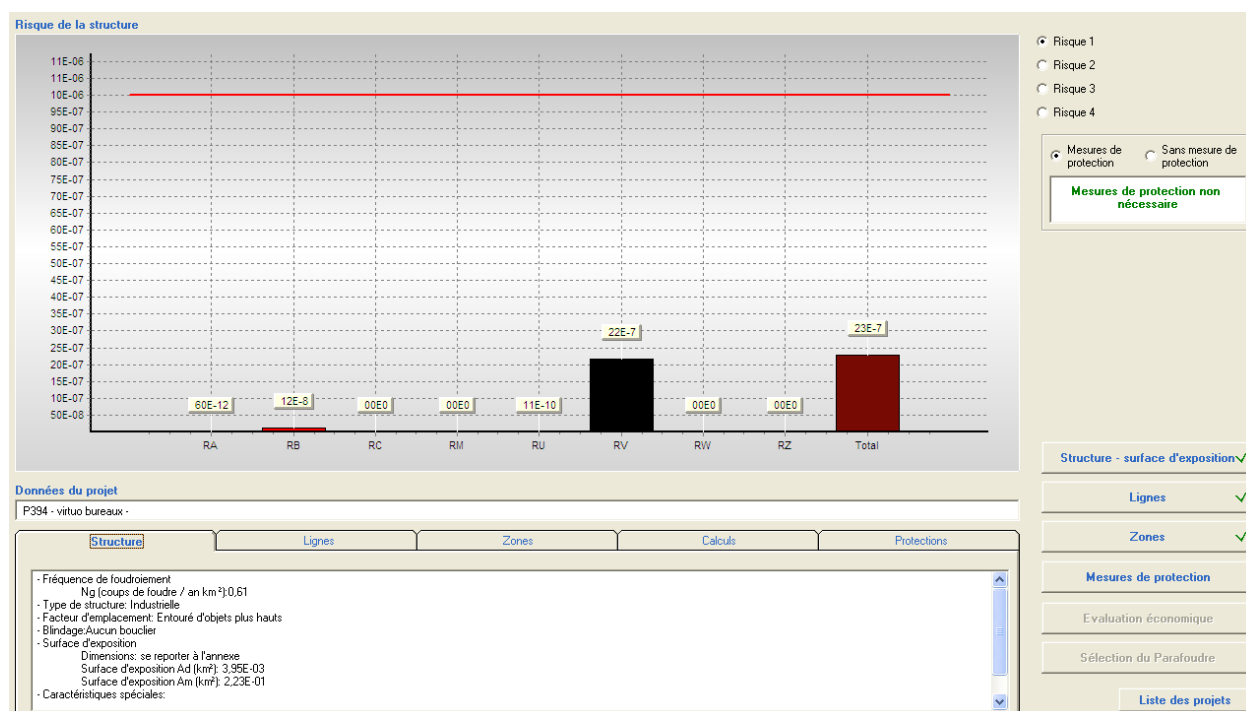 Risque de la structure
11E-06
11E-06
10E-06
95E-07
90E-07
85E-07
80E-07
75E-07
70E-07
65E-07
60E-07
55E-07
50E-07
45E-07
40E-07
35E-07
30E-07
25E-07
20E-07
15E-07
10E-07
50E-08
60E-12
12E-8
00E0
00E0
11E-10
22E-7
00E0
00E0
23E-7
RA RB RC RM RU RV RW RZ Total
Risque 1
Risque 2
Risque 3
Risque 4
Mesures de protection
Sans mesure de protection
Mesures de protection non
nécessaire
Structure - surface d'exposition
Lignes
Zones
Mesures de protection
Evaluation économique
Sélection du Parafoudre
Liste des projets
Données du projet
P394 - virtuo bureaux -
Structure Lignes Zones Calculs Protections
- Fréquence de foudroiement
Ng (coups de foudre / an km²):0,61
- Type de structure: Industrielle
- Facteur d'emplacement: Entouré d'objets plus hauts
- Blindage:Aucun bouclier
- Surface d'exposition
Dimensions: se reporter à l'annexe
Surface d'exposition Ad (km²): 3,95E-03
Surface d'exposition Am (km²): 2,23E-01
- Caractéristiques spéciales: